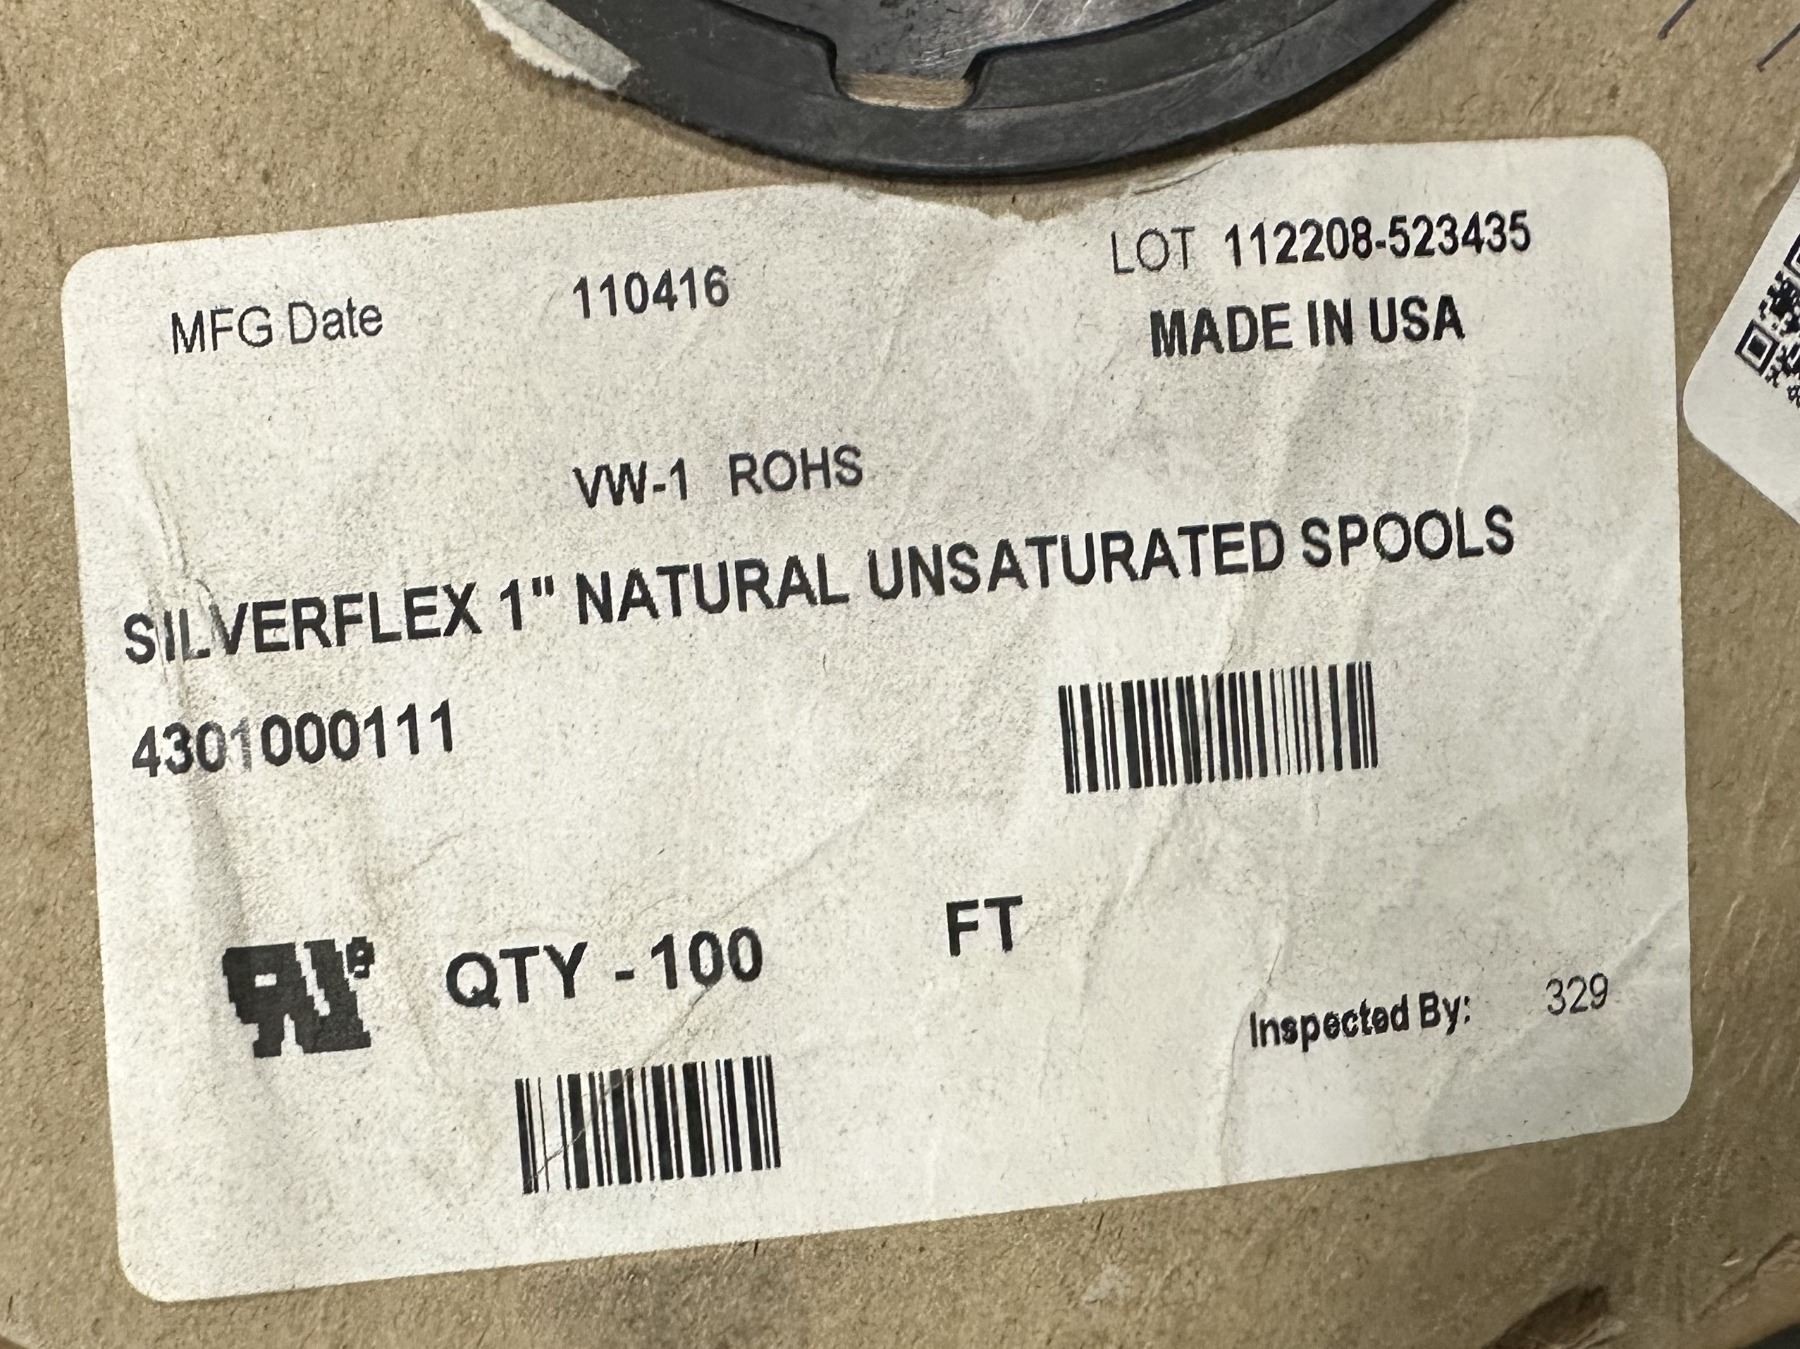 LOT 112208-523435
MFG Date 110416
MADE IN USA
VW-1 ROHS
SILVERFLEX 1" NATURAL UNSATURATED SPOOLS
4301000111
QTY - 100 FT
Inspected By: 329